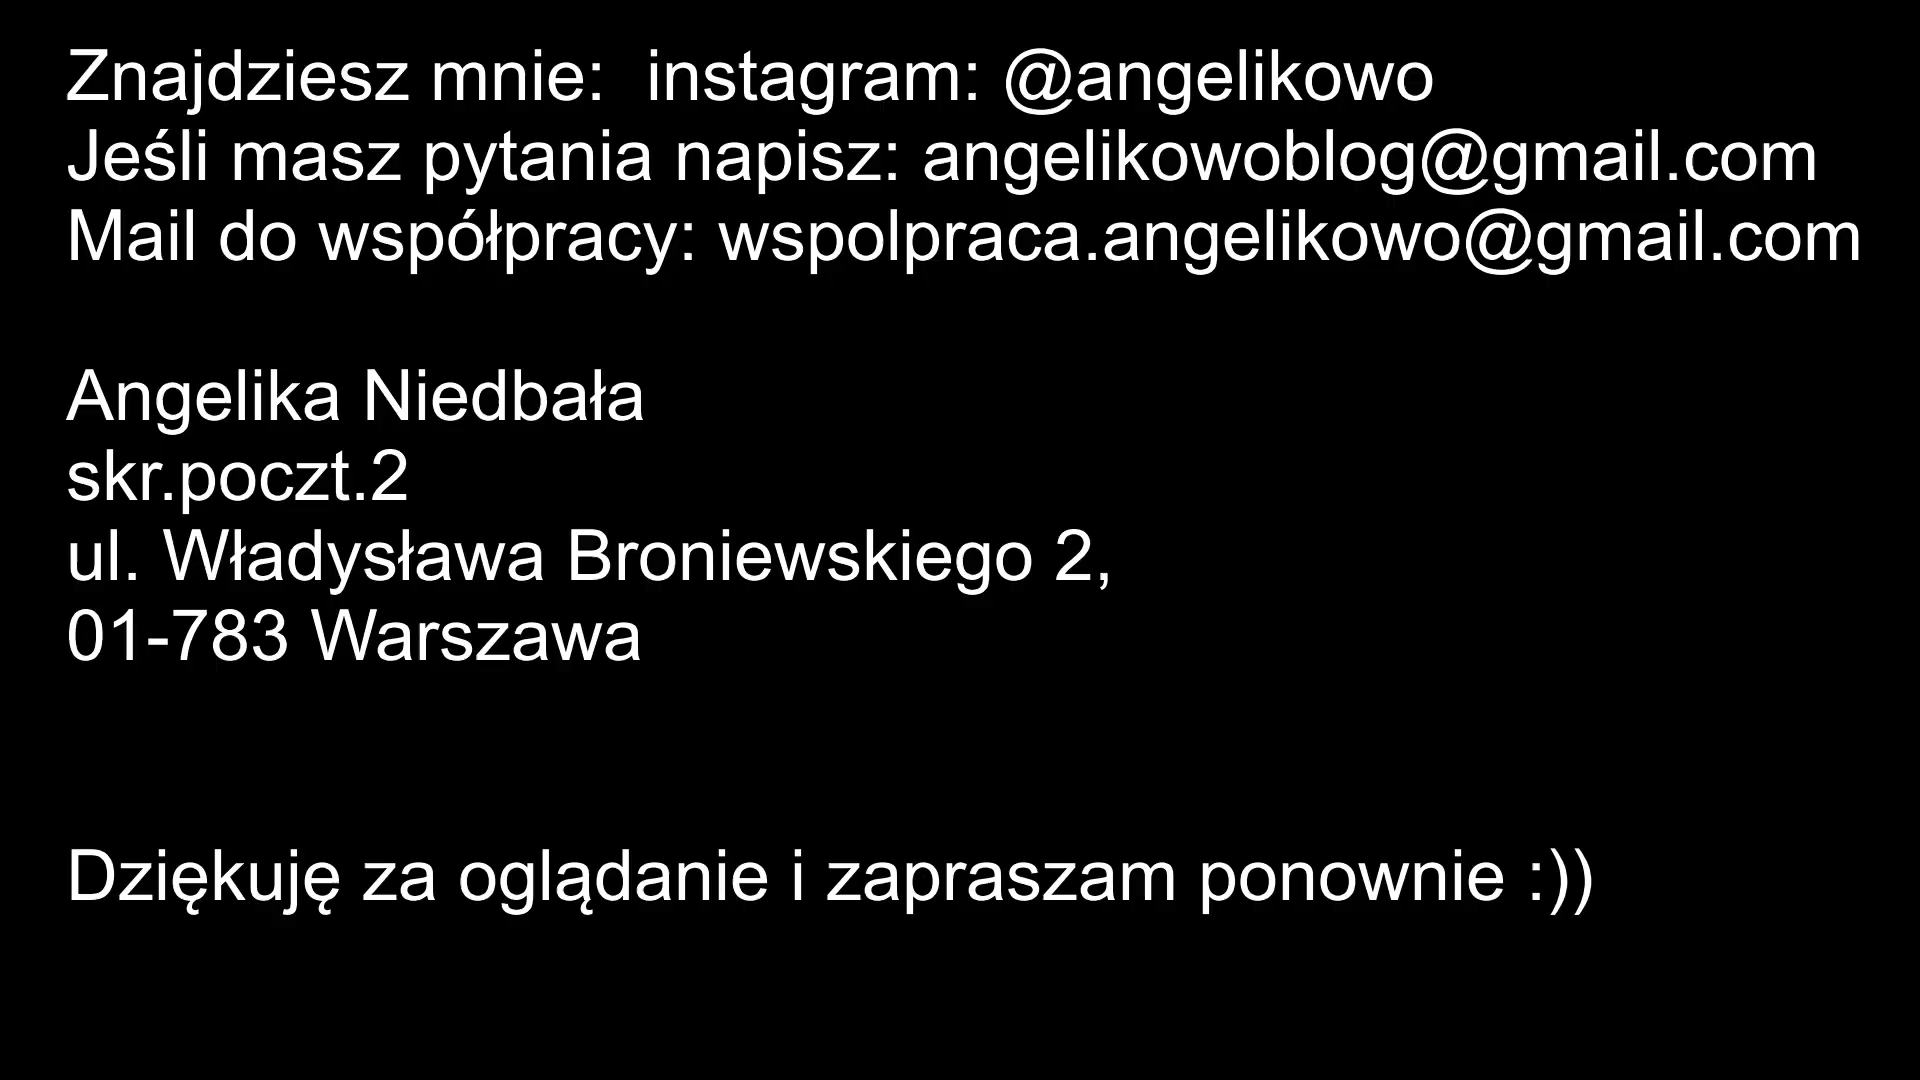 Znajdziesz mnie:  instagram: @angelikowo
Jeśli masz pytania napisz: angelikowoblog@gmail.com
Mail do współpracy: wspolpraca.angelikowo@gmail.com
Angelika Niedbała
skr.poczt.2
ul. Władysława Broniewskiego 2,
01-783 Warszawa
Dziękuję za oglądanie i zapraszam ponownie :))